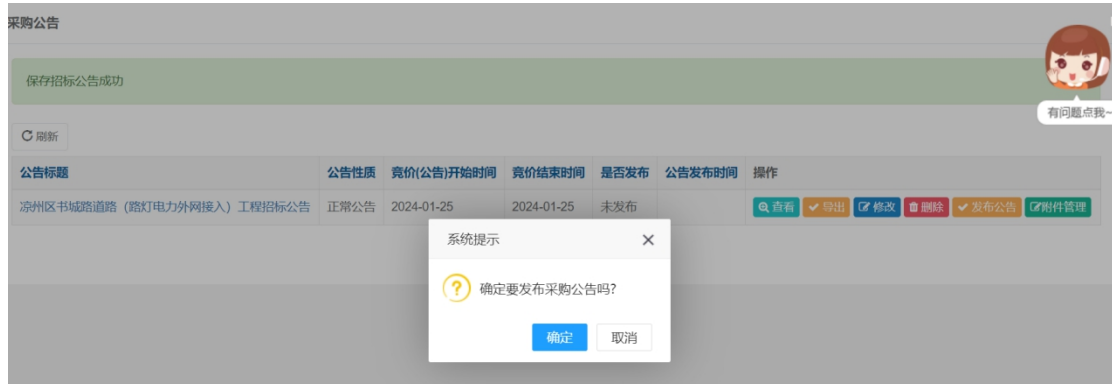 采购公告
保存招标公告成功
有问题点我~
刷新
公告标题 公告性质 竞价(公告)开始时间 竞价结束时间 是否发布 公告发布时间 操作
凉州区书城路道路（路灯电力外网接入）工程招标公告 正常公告 2024-01-25 2024-01-25 未发布 查看 导出 修改 删除 发布公告 附件管理
系统提示
确定要发布采购公告吗?
确定 取消